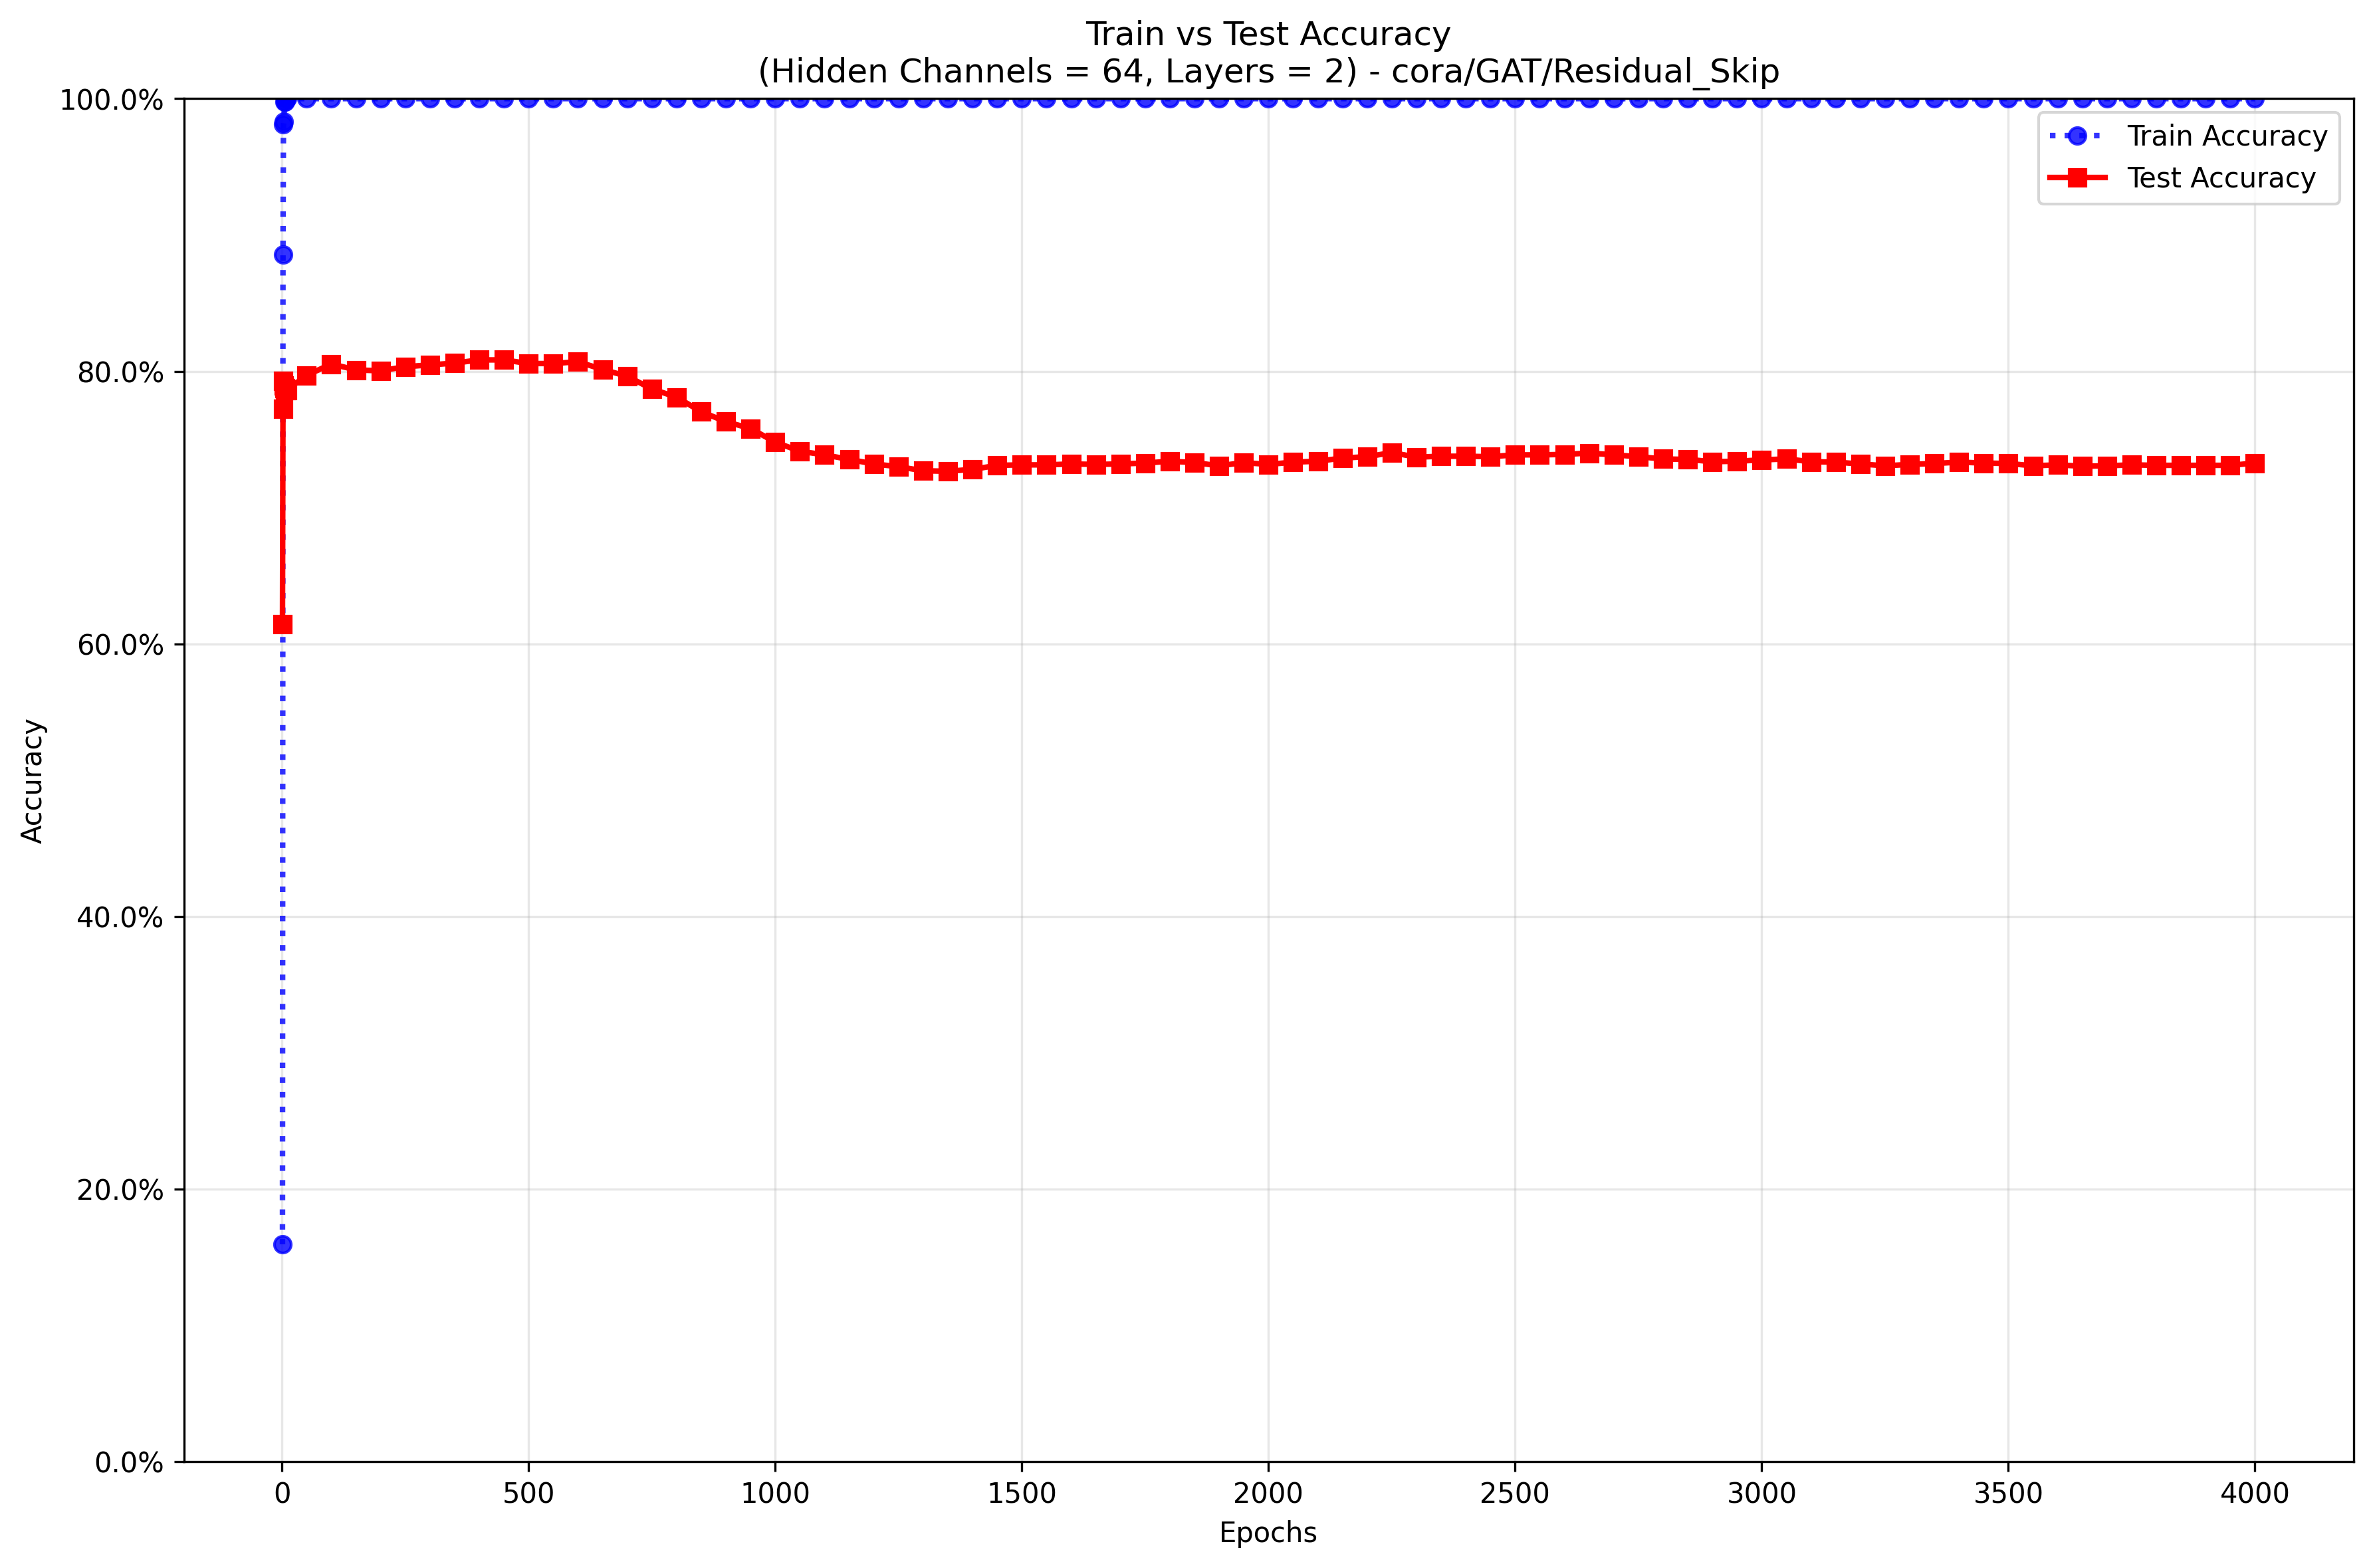 Train vs Test Accuracy
(Hidden Channels = 64, Layers = 2) - cora/GAT/Residual_Skip
100.0%
80.0%
60.0%
40.0%
20.0%
0.0%
Accuracy
Train Accuracy
Test Accuracy
0 500 1000 1500 2000 2500 3000 3500 4000
Epochs